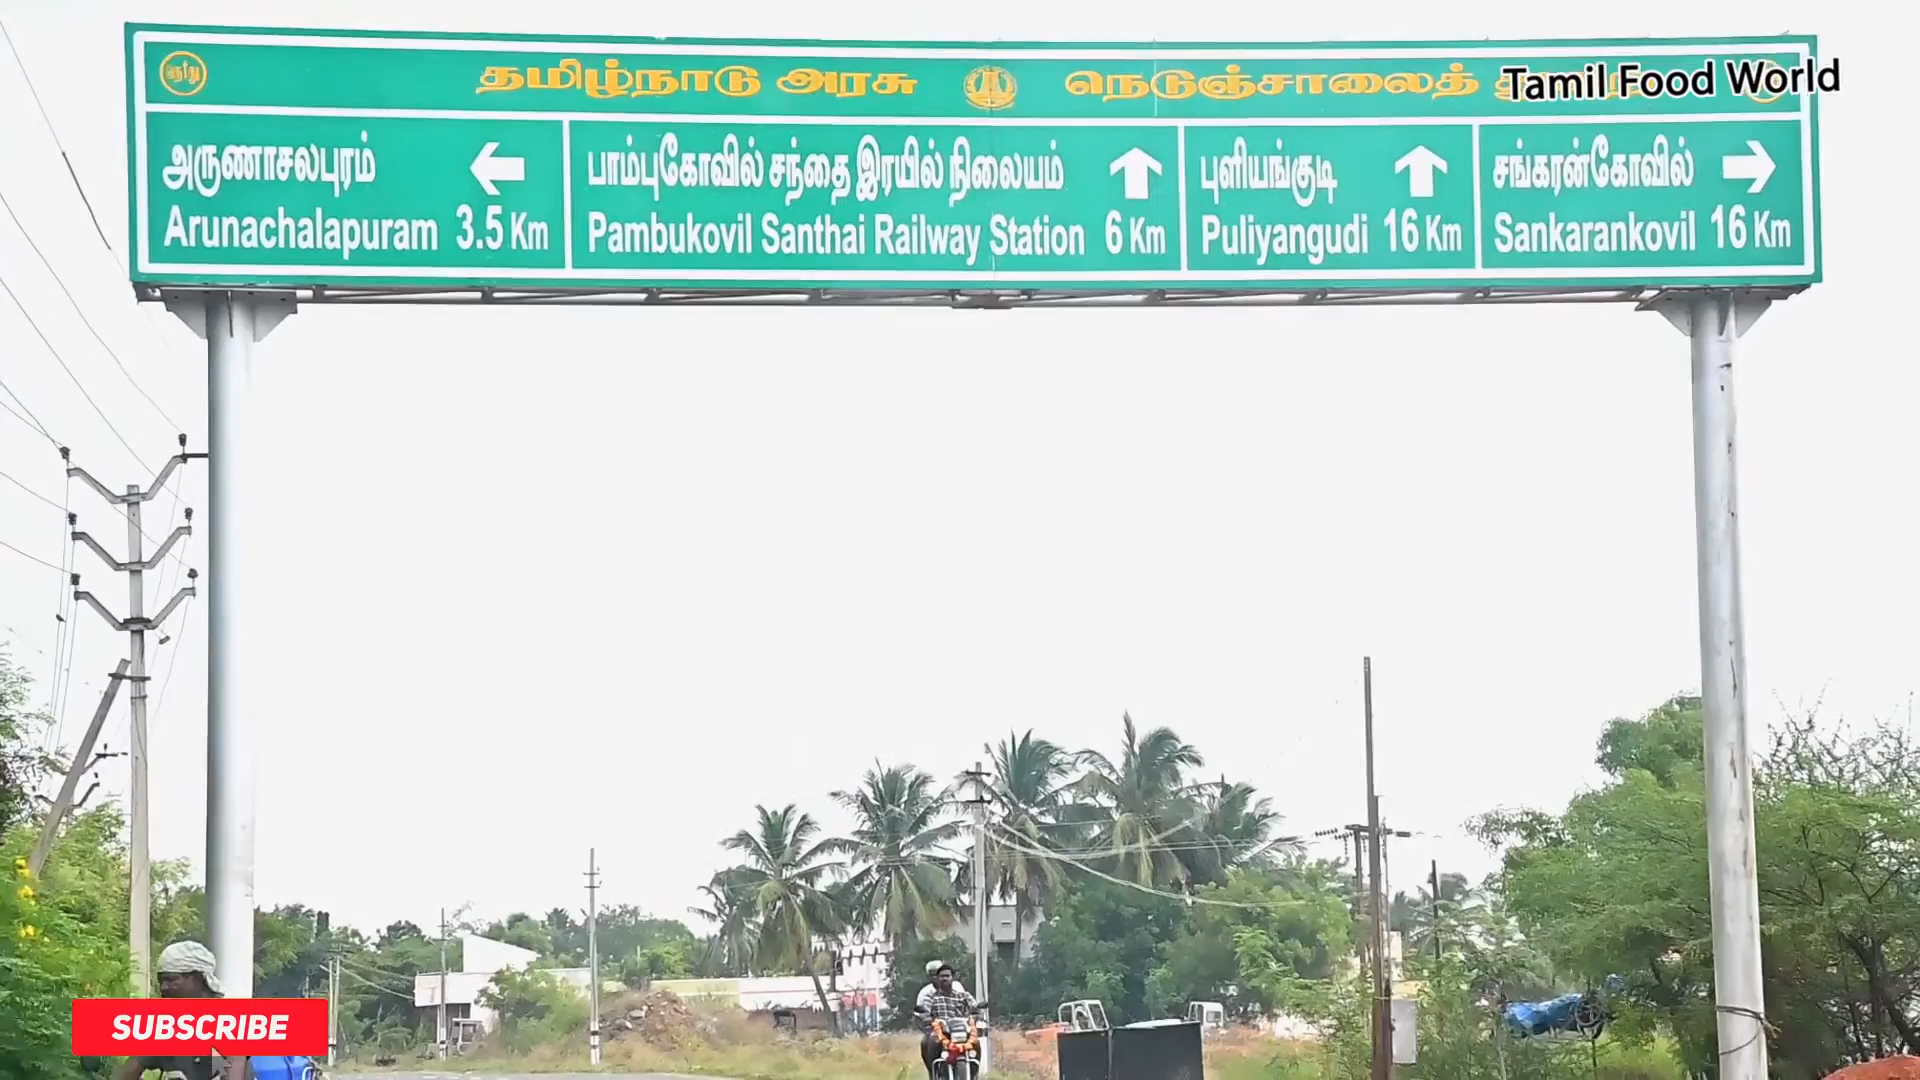 தமிழ்நாடு அரசு நெடுஞ்சாலைத்
Tamil Food World
அருணாசலபுரம்
Arunachalapuram 3.5 Km
பாம்புகோவில் சந்தை இரயில் நிலையம்
Pambukovil Santhai Railway Station 6 Km
புளியங்குடி
Puliyangudi 16 Km
சங்கரன்கோவில்
Sankarankovil 16 Km
SUBSCRIBE